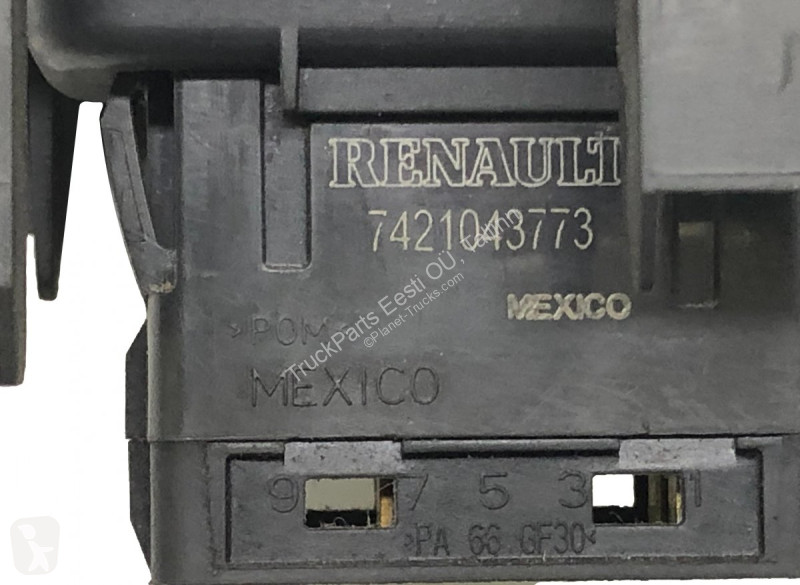 RENAULT
7421043773
MEXICO
TruckParts Eesti OÜ, Tallinn
©Planet-Trucks.com
>POM<
MEXICO
9 7 5 3 1
>PA 66 GF30<